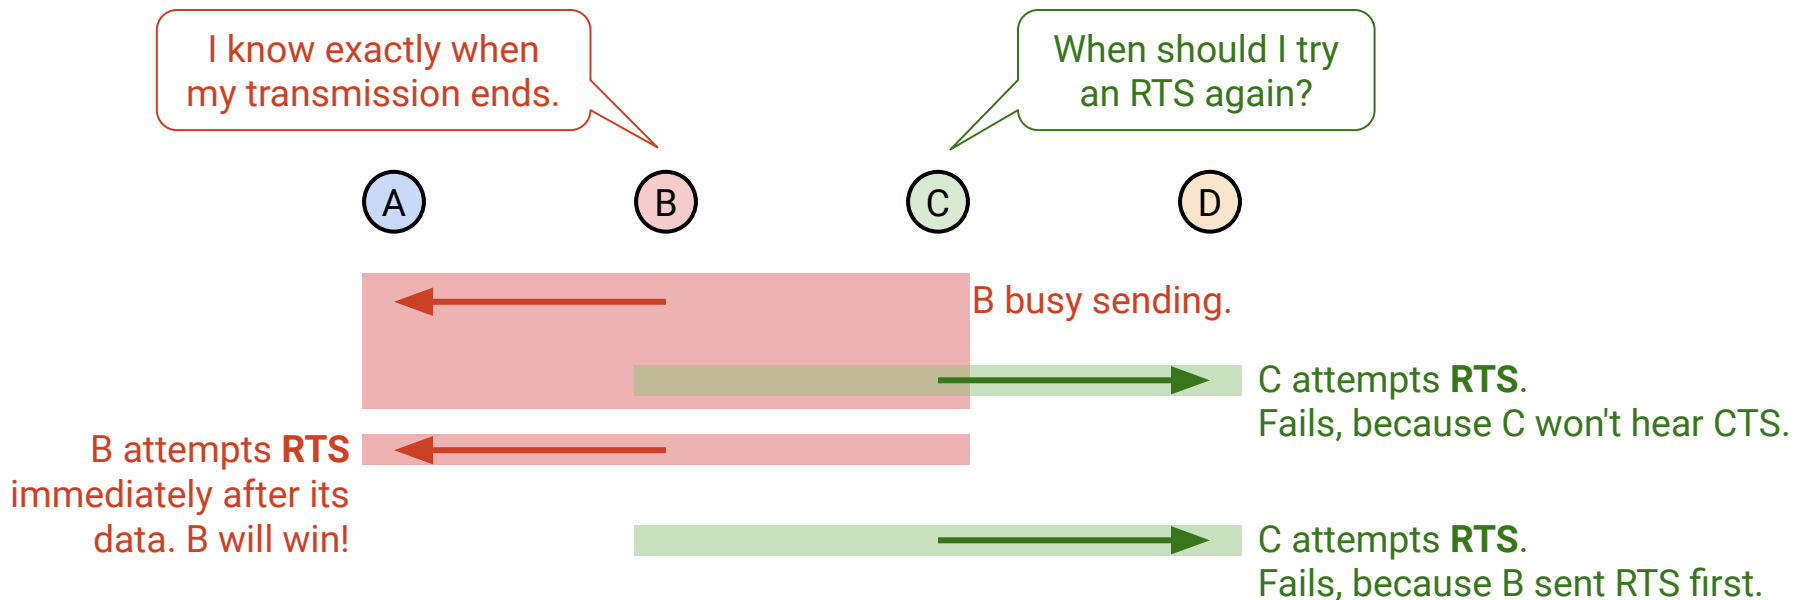 I know exactly when
my transmission ends.
When should I try
an RTS again?
A
B
C
D
B busy sending.
C attempts RTS.
Fails, because C won't hear CTS.
B attempts RTS
immediately after its
data. B will win!
C attempts RTS.
Fails, because B sent RTS first.